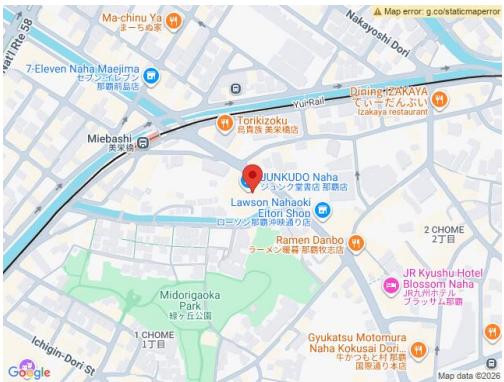 Map error: g.co/staticmaperror
Ma-chinu Ya
まーちぬ家
Nat'l Rte 58
Nakayoshi Dori
7-Eleven Naha Maejima
セブン-イレブン
那覇前島店
Dining IZAKAYA
てぃーだんぶい
Izakaya restaurant
Yui Rail
Torikizoku
鳥貴族 美栄橋店
Miebashi
美栄橋
JUNKUDO Naha
ジュンク堂書店 那覇店
Lawson Nahaoki
Eitori Shop
ローソン那覇沖映通り店
Ramen Danbo
ラーメン暖暮 那覇牧志店
2 CHOME
2丁目
JR Kyushu Hotel
Blossom Naha
JR九州ホテル
ブラッサム那覇
Midorigaoka
Park
緑ヶ丘公園
1 CHOME
1丁目
Ichigin-Dori St
Gyukatsu Motomura
Naha Kokusai Dori...
牛かつもと村 那覇
国際通り本店
Google
Map data ©2026